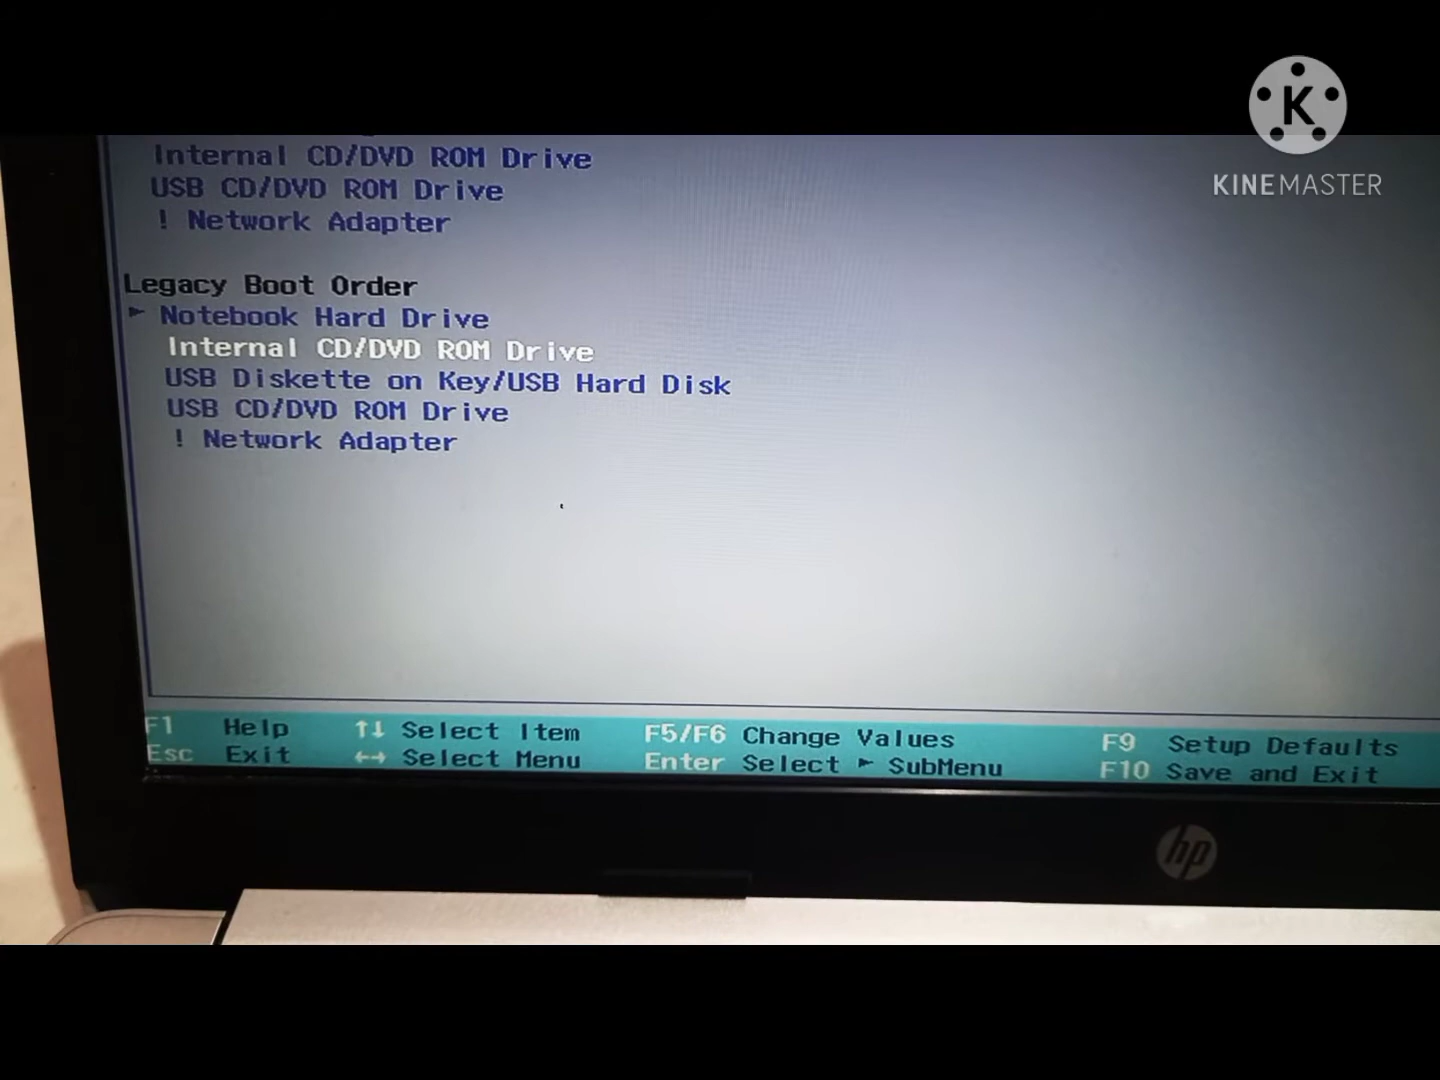 KINEMASTER
Internal CD/DVD ROM Drive
USB CD/DVD ROM Drive
! Network Adapter
Legacy Boot Order
► Notebook Hard Drive
Internal CD/DVD ROM Drive
USB Diskette on Key/USB Hard Disk
USB CD/DVD ROM Drive
! Network Adapter
F1 Help ↑↓ Select Item F5/F6 Change Values F9 Setup Defaults
Esc Exit ←→ Select Menu Enter Select ► SubMenu F10 Save and Exit
hp